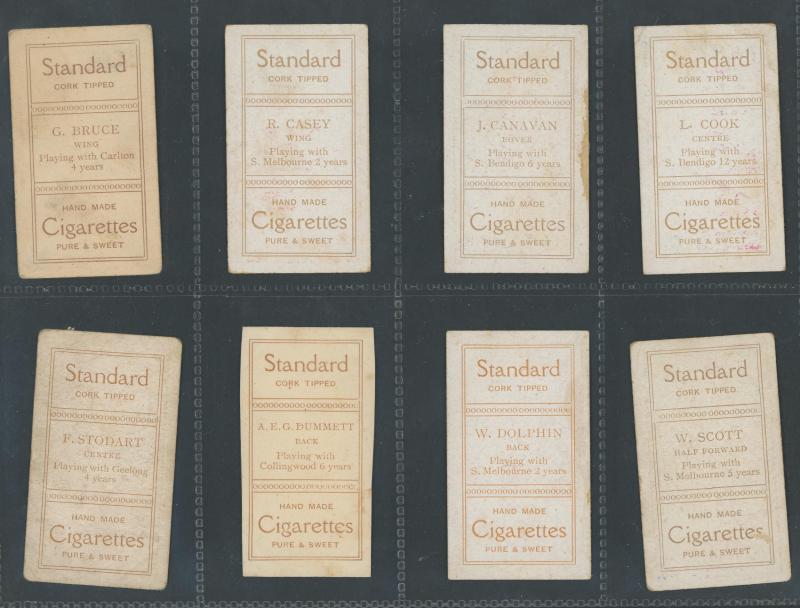 Standard
CORK TIPPED
G. BRUCE
WING
Playing with Carlton
4 years
HAND MADE
Cigarettes
PURE & SWEET
Standard
CORK TIPPED
R. CASEY
WING
Playing with
S. Melbourne 2 years
HAND MADE
Cigarettes
PURE & SWEET
Standard
CORK TIPPED
J. CANAVAN
ROVER
Playing with
S. Bendigo 6 years
HAND MADE
Cigarettes
PURE & SWEET
Standard
CORK TIPPED
L. COOK
CENTRE
Playing with
S. Bendigo 12 years
HAND MADE
Cigarettes
PURE & SWEET
Standard
CORK TIPPED
F. STODART
CENTRE
Playing with Geelong
4 years
HAND MADE
Cigarettes
PURE & SWEET
Standard
CORK TIPPED
A. E. G. DUMMETT
BACK
Playing with
Collingwood 6 years
HAND MADE
Cigarettes
PURE & SWEET
Standard
CORK TIPPED
W. DOLPHIN
BACK
Playing with
S. Melbourne 2 years
HAND MADE
Cigarettes
PURE & SWEET
Standard
CORK TIPPED
W. SCOTT
HALF FORWARD
Playing with
S. Melbourne 5 years
HAND MADE
Cigarettes
PURE & SWEET